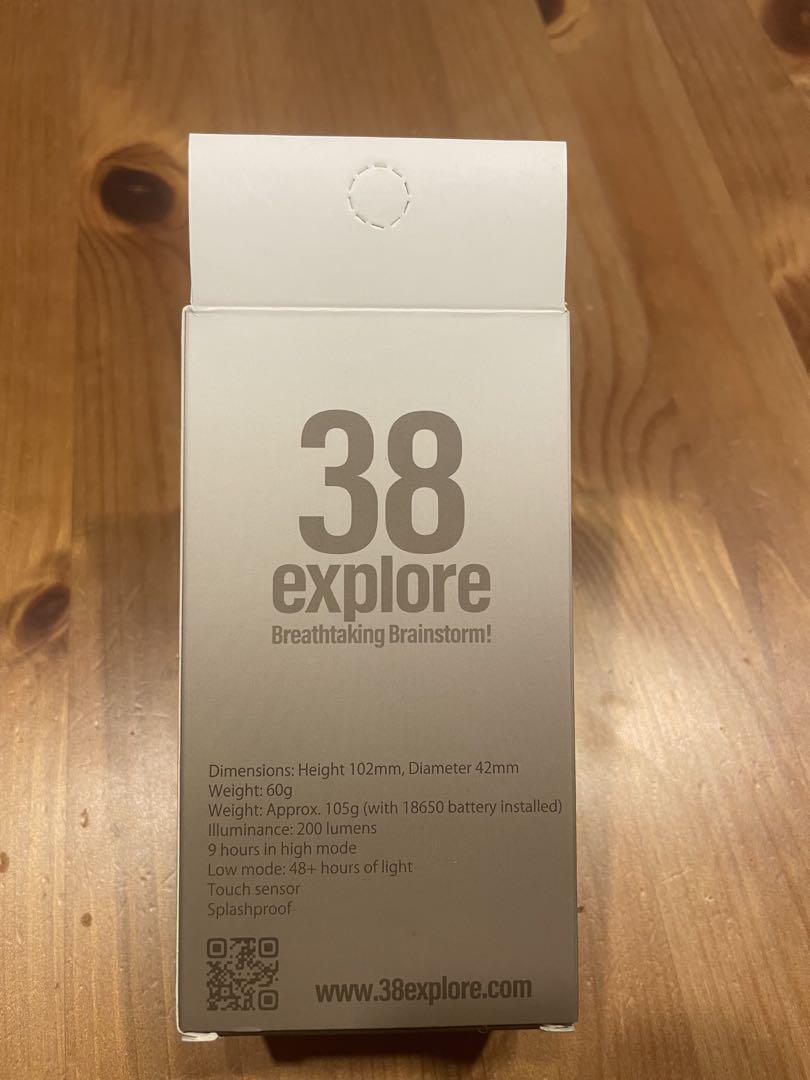 38
explore
Breathtaking Brainstorm!
Dimensions: Height 102mm, Diameter 42mm
Weight: 60g
Weight: Approx. 105g (with 18650 battery installed)
Illuminance: 200 lumens
9 hours in high mode
Low mode: 48+ hours of light
Touch sensor
Splashproof
www.38explore.com